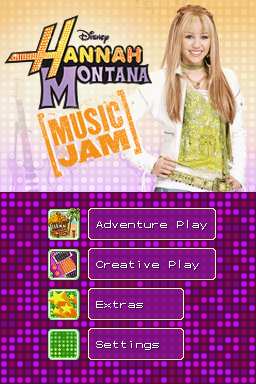 Disney
HANNAH
MONTANA
MUSIC
JAM
Adventure Play
Creative Play
Extras
Settings